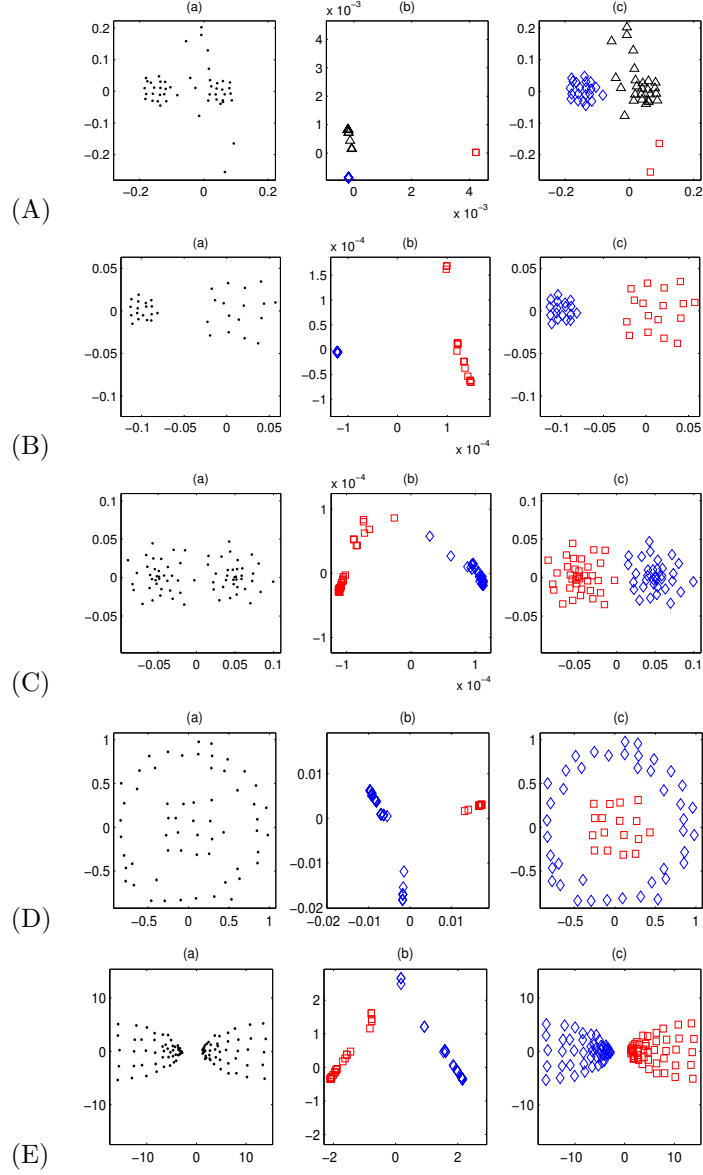 (a) (b) (c)
x 10⁻³
0.2 0.1 0 −0.1 −0.2
4 3 2 1 0
0.2 0.1 0 −0.1 −0.2
−0.2 0 0.2
0 2 4
−0.2 0 0.2
x 10⁻³
(A)
(a) (b) (c)
x 10⁻⁴
0.05 0 −0.05 −0.1
1.5 1 0.5 0 −0.5 −1
0.05 0 −0.05 −0.1
−0.1 −0.05 0 0.05
−1 0 1
−0.1 −0.05 0 0.05
x 10⁻⁴
(B)
(a) (b) (c)
x 10⁻⁴
0.1 0.05 0 −0.05
1 0 −1
0.1 0.05 0 −0.05
−0.05 0 0.05 0.1
−1 0 1
−0.05 0 0.05 0.1
x 10⁻⁴
(C)
(a) (b) (c)
1 0.5 0 −0.5
0.01 0 −0.01 −0.02
1 0.5 0 −0.5
−0.5 0 0.5 1
−0.02 −0.01 0 0.01
−0.5 0 0.5 1
(D)
(a) (b) (c)
10 0 −10
2 1 0 −1 −2
10 0 −10
−10 0 10
−2 0 2
−10 0 10
(E)